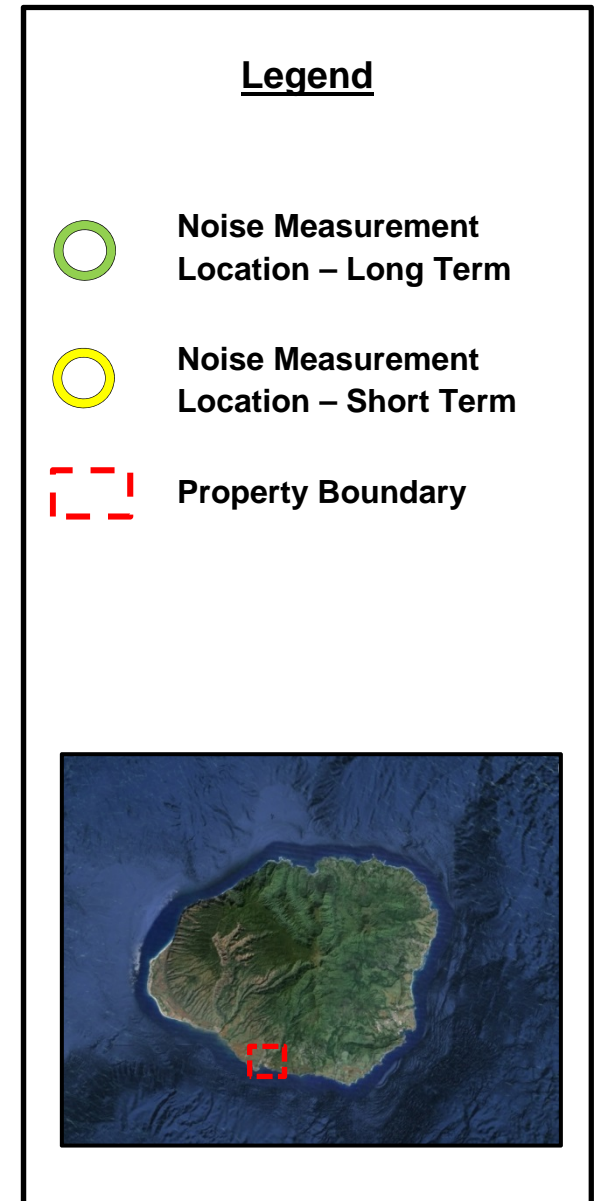 Legend
Noise Measurement
Location – Long Term
Noise Measurement
Location – Short Term
Property Boundary